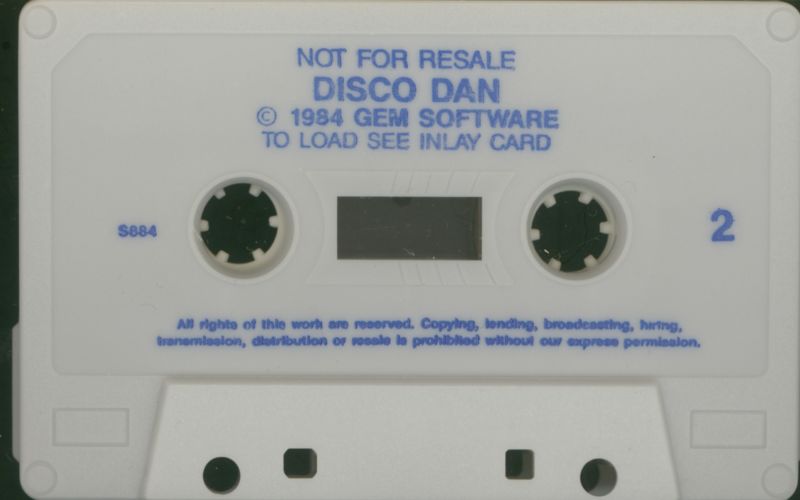 NOT FOR RESALE
DISCO DAN
© 1984 GEM SOFTWARE
TO LOAD SEE INLAY CARD
S884
2
All rights of this work are reserved. Copying, lending, broadcasting, hiring,
transmission, distribution or resale is prohibited without our express permission.